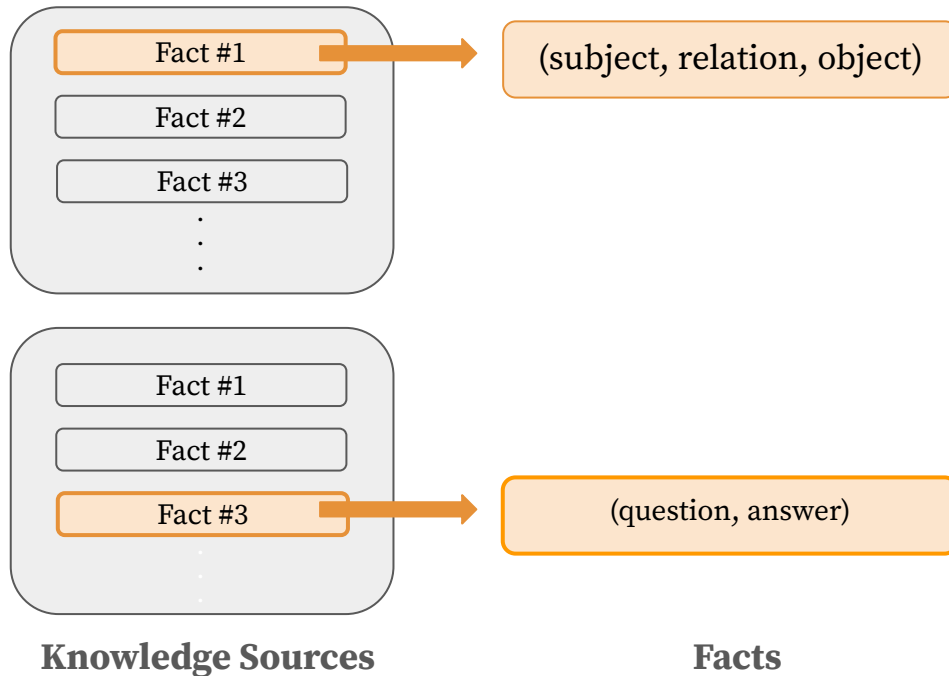 Fact #1
(subject, relation, object)
Fact #2
Fact #3
.
.
.
Fact #1
Fact #2
Fact #3
(question, answer)
.
.
.
Knowledge Sources
Facts